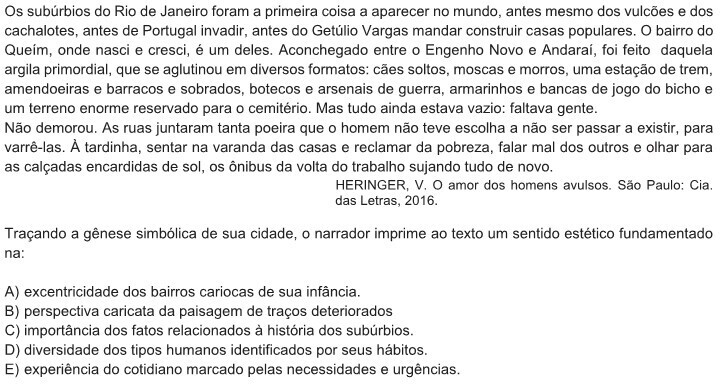 Os subúrbios do Rio de Janeiro foram a primeira coisa a aparecer no mundo, antes mesmo dos vulcões e dos
cachalotes, antes de Portugal invadir, antes do Getúlio Vargas mandar construir casas populares. O bairro do
Queím, onde nasci e cresci, é um deles. Aconchegado entre o Engenho Novo e Andaraí, foi feito  daquela
argila primordial, que se aglutinou em diversos formatos: cães soltos, moscas e morros, uma estação de trem,
amendoeiras e barracos e sobrados, botecos e arsenais de guerra, armarinhos e bancas de jogo do bicho e
um terreno enorme reservado para o cemitério. Mas tudo ainda estava vazio: faltava gente.
Não demorou. As ruas juntaram tanta poeira que o homem não teve escolha a não ser passar a existir, para
varrê-las. À tardinha, sentar na varanda das casas e reclamar da pobreza, falar mal dos outros e olhar para
as calçadas encardidas de sol, os ônibus da volta do trabalho sujando tudo de novo.
HERINGER, V. O amor dos homens avulsos. São Paulo: Cia.
das Letras, 2016.
Traçando a gênese simbólica de sua cidade, o narrador imprime ao texto um sentido estético fundamentado
na:
A) excentricidade dos bairros cariocas de sua infância.
B) perspectiva caricata da paisagem de traços deteriorados
C) importância dos fatos relacionados à história dos subúrbios.
D) diversidade dos tipos humanos identificados por seus hábitos.
E) experiência do cotidiano marcado pelas necessidades e urgências.